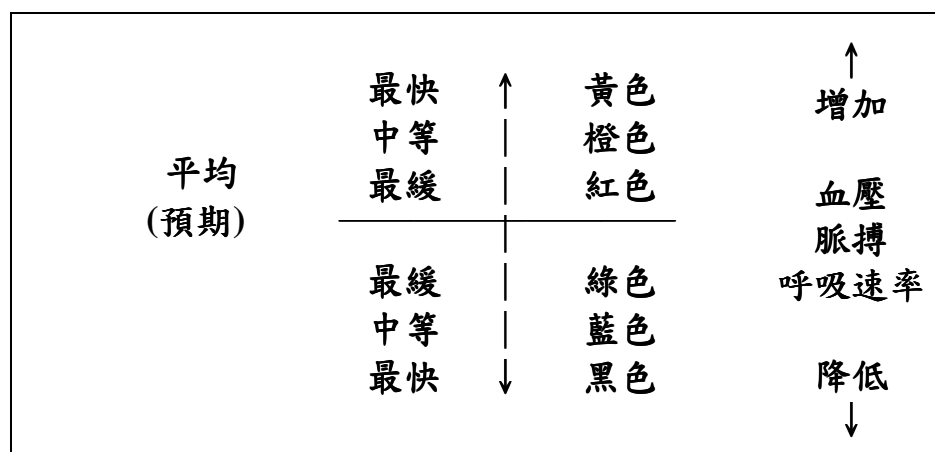 ↑
最快 ↑ 黃色 增加
中等 | 橙色
平均 最緩 | 紅色 血壓
(預期) 脈搏
最緩 | 綠色 呼吸速率
中等 | 藍色
最快 ↓ 黑色 降低
↓